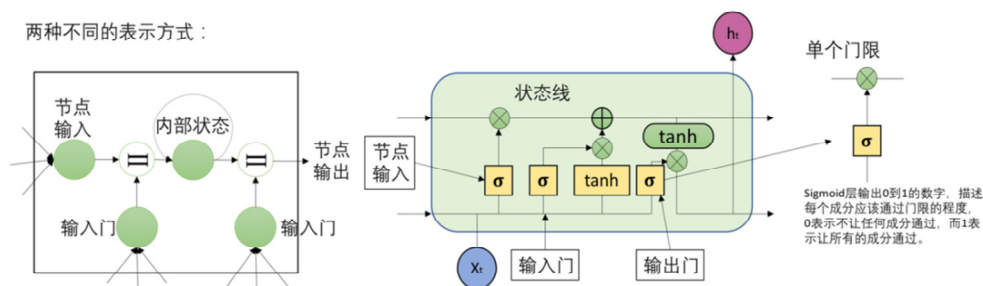 两种不同的表示方式：
节点
输入
内部状态
节点
输出
输入门
输入门
hₜ
状态线
tanh
节点
输入
σ
σ
tanh
σ
Xₜ
输入门
输出门
单个门限
σ
Sigmoid层输出0到1的数字，描述
每个成分应该通过门限的程度，
0表示不让任何成分通过，而1表
示让所有的成分通过。